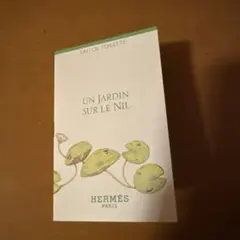 EAU DE TOILETTE
UN JARDIN
SUR LE NIL
HERMÈS
PARIS